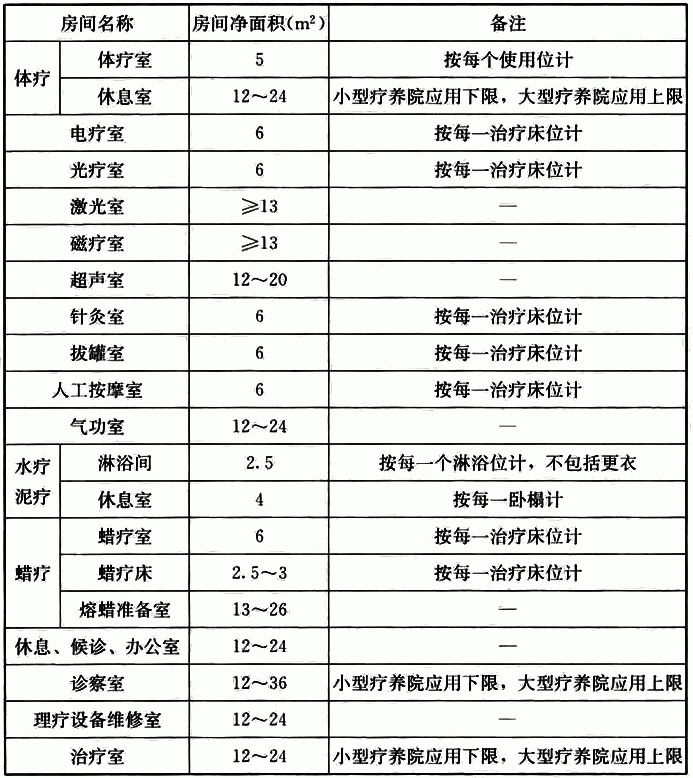 房间名称 房间净面积(m²) 备注
体疗 体疗室 5 按每个使用位计
休息室 12～24 小型疗养院应用下限，大型疗养院应用上限
电疗室 6 按每一治疗床位计
光疗室 6 按每一治疗床位计
激光室 ≥13 —
磁疗室 ≥13 —
超声室 12～20 —
针灸室 6 按每一治疗床位计
拔罐室 6 按每一治疗床位计
人工按摩室 6 按每一治疗床位计
气功室 12～24 —
水疗 泥疗 淋浴间 2.5 按每一个淋浴位计，不包括更衣
休息室 4 按每一卧榻计
蜡疗 蜡疗室 6 按每一治疗床位计
蜡疗床 2.5～3 按每一治疗床位计
熔蜡准备室 13～26 —
休息、候诊、办公室 12～24 —
诊察室 12～36 小型疗养院应用下限，大型疗养院应用上限
理疗设备维修室 12～24 —
治疗室 12～24 小型疗养院应用下限，大型疗养院应用上限